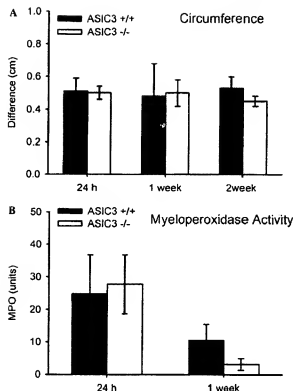 A
ASIC3 +/+
ASIC3 -/-
Circumference
Difference (cm)
1.0
0.8
0.6
0.4
0.2
0.0
24 h
1 week
2week
B
ASIC3 +/+
ASIC3 -/-
Myeloperoxidase Activity
MPO (units)
50
40
30
20
10
0
24 h
1 week